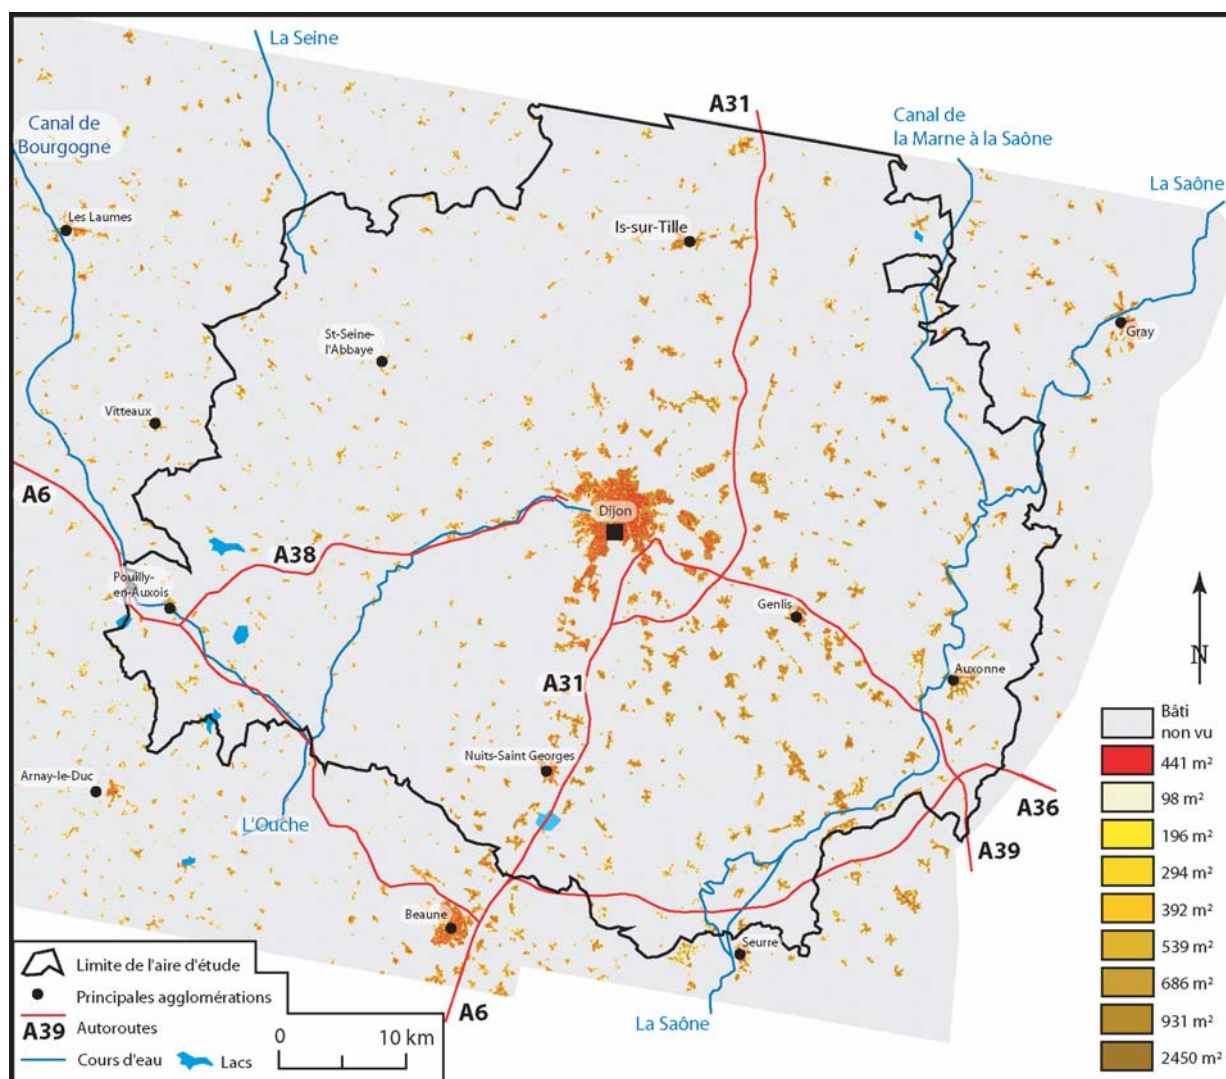 La Seine
A31
Canal de
la Marne à la Saône
Canal de
Bourgogne
La Saône
Les Laumes
Is-sur-Tille
Gray
St-Seine-
l'Abbaye
Vitteaux
A6
Dijon
A38
Pouilly-
en-Auxois
Genlis
N
A31
Auxonne
Nuits-Saint Georges
Arnay-le-Duc
L'Ouche
A36
A39
Beaune
Seurre
A6
La Saône
Limite de l'aire d'étude
Principales agglomérations
A39 Autoroutes
Cours d'eau Lacs
0 10 km
Bâti
non vu
441 m²
98 m²
196 m²
294 m²
392 m²
539 m²
686 m²
931 m²
2450 m²